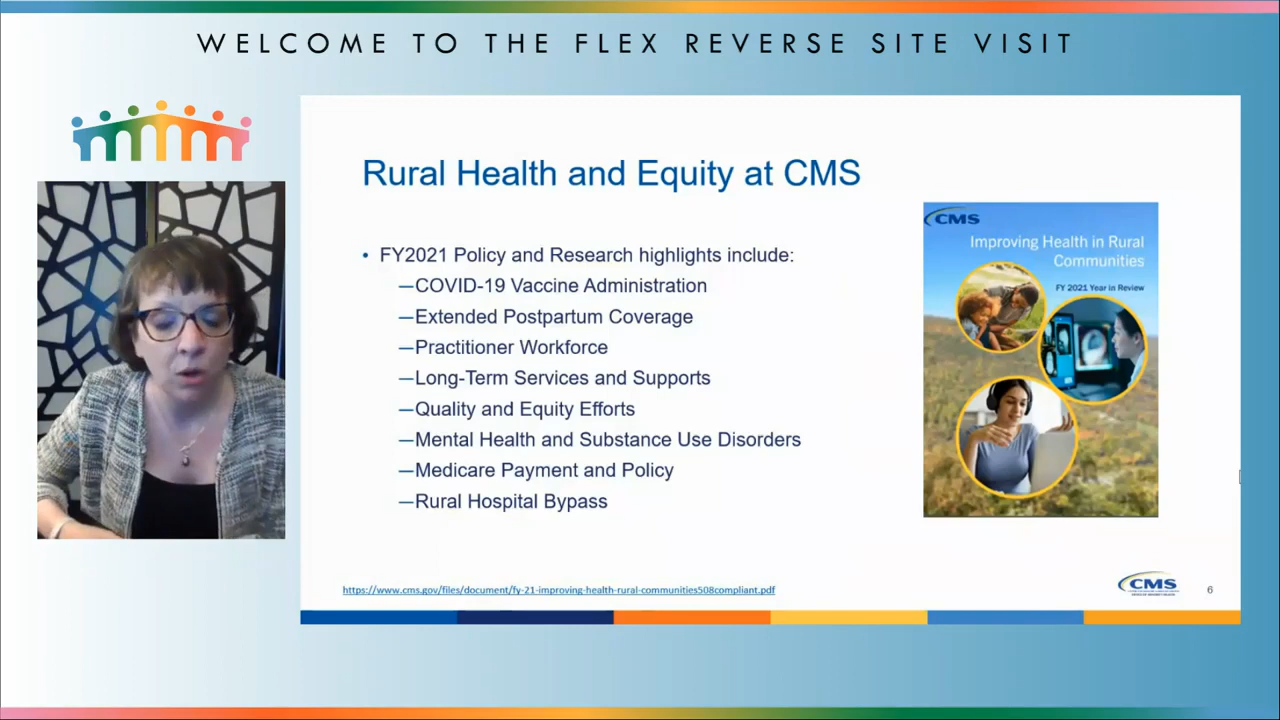 WELCOME TO THE FLEX REVERSE SITE VISIT
Rural Health and Equity at CMS
• FY2021 Policy and Research highlights include:
—COVID-19 Vaccine Administration
—Extended Postpartum Coverage
—Practitioner Workforce
—Long-Term Services and Supports
—Quality and Equity Efforts
—Mental Health and Substance Use Disorders
—Medicare Payment and Policy
—Rural Hospital Bypass
CMS
Improving Health in Rural
Communities
FY 2021 Year in Review
https://www.cms.gov/files/document/fy-21-improving-health-rural-communities508compliant.pdf
CMS
6